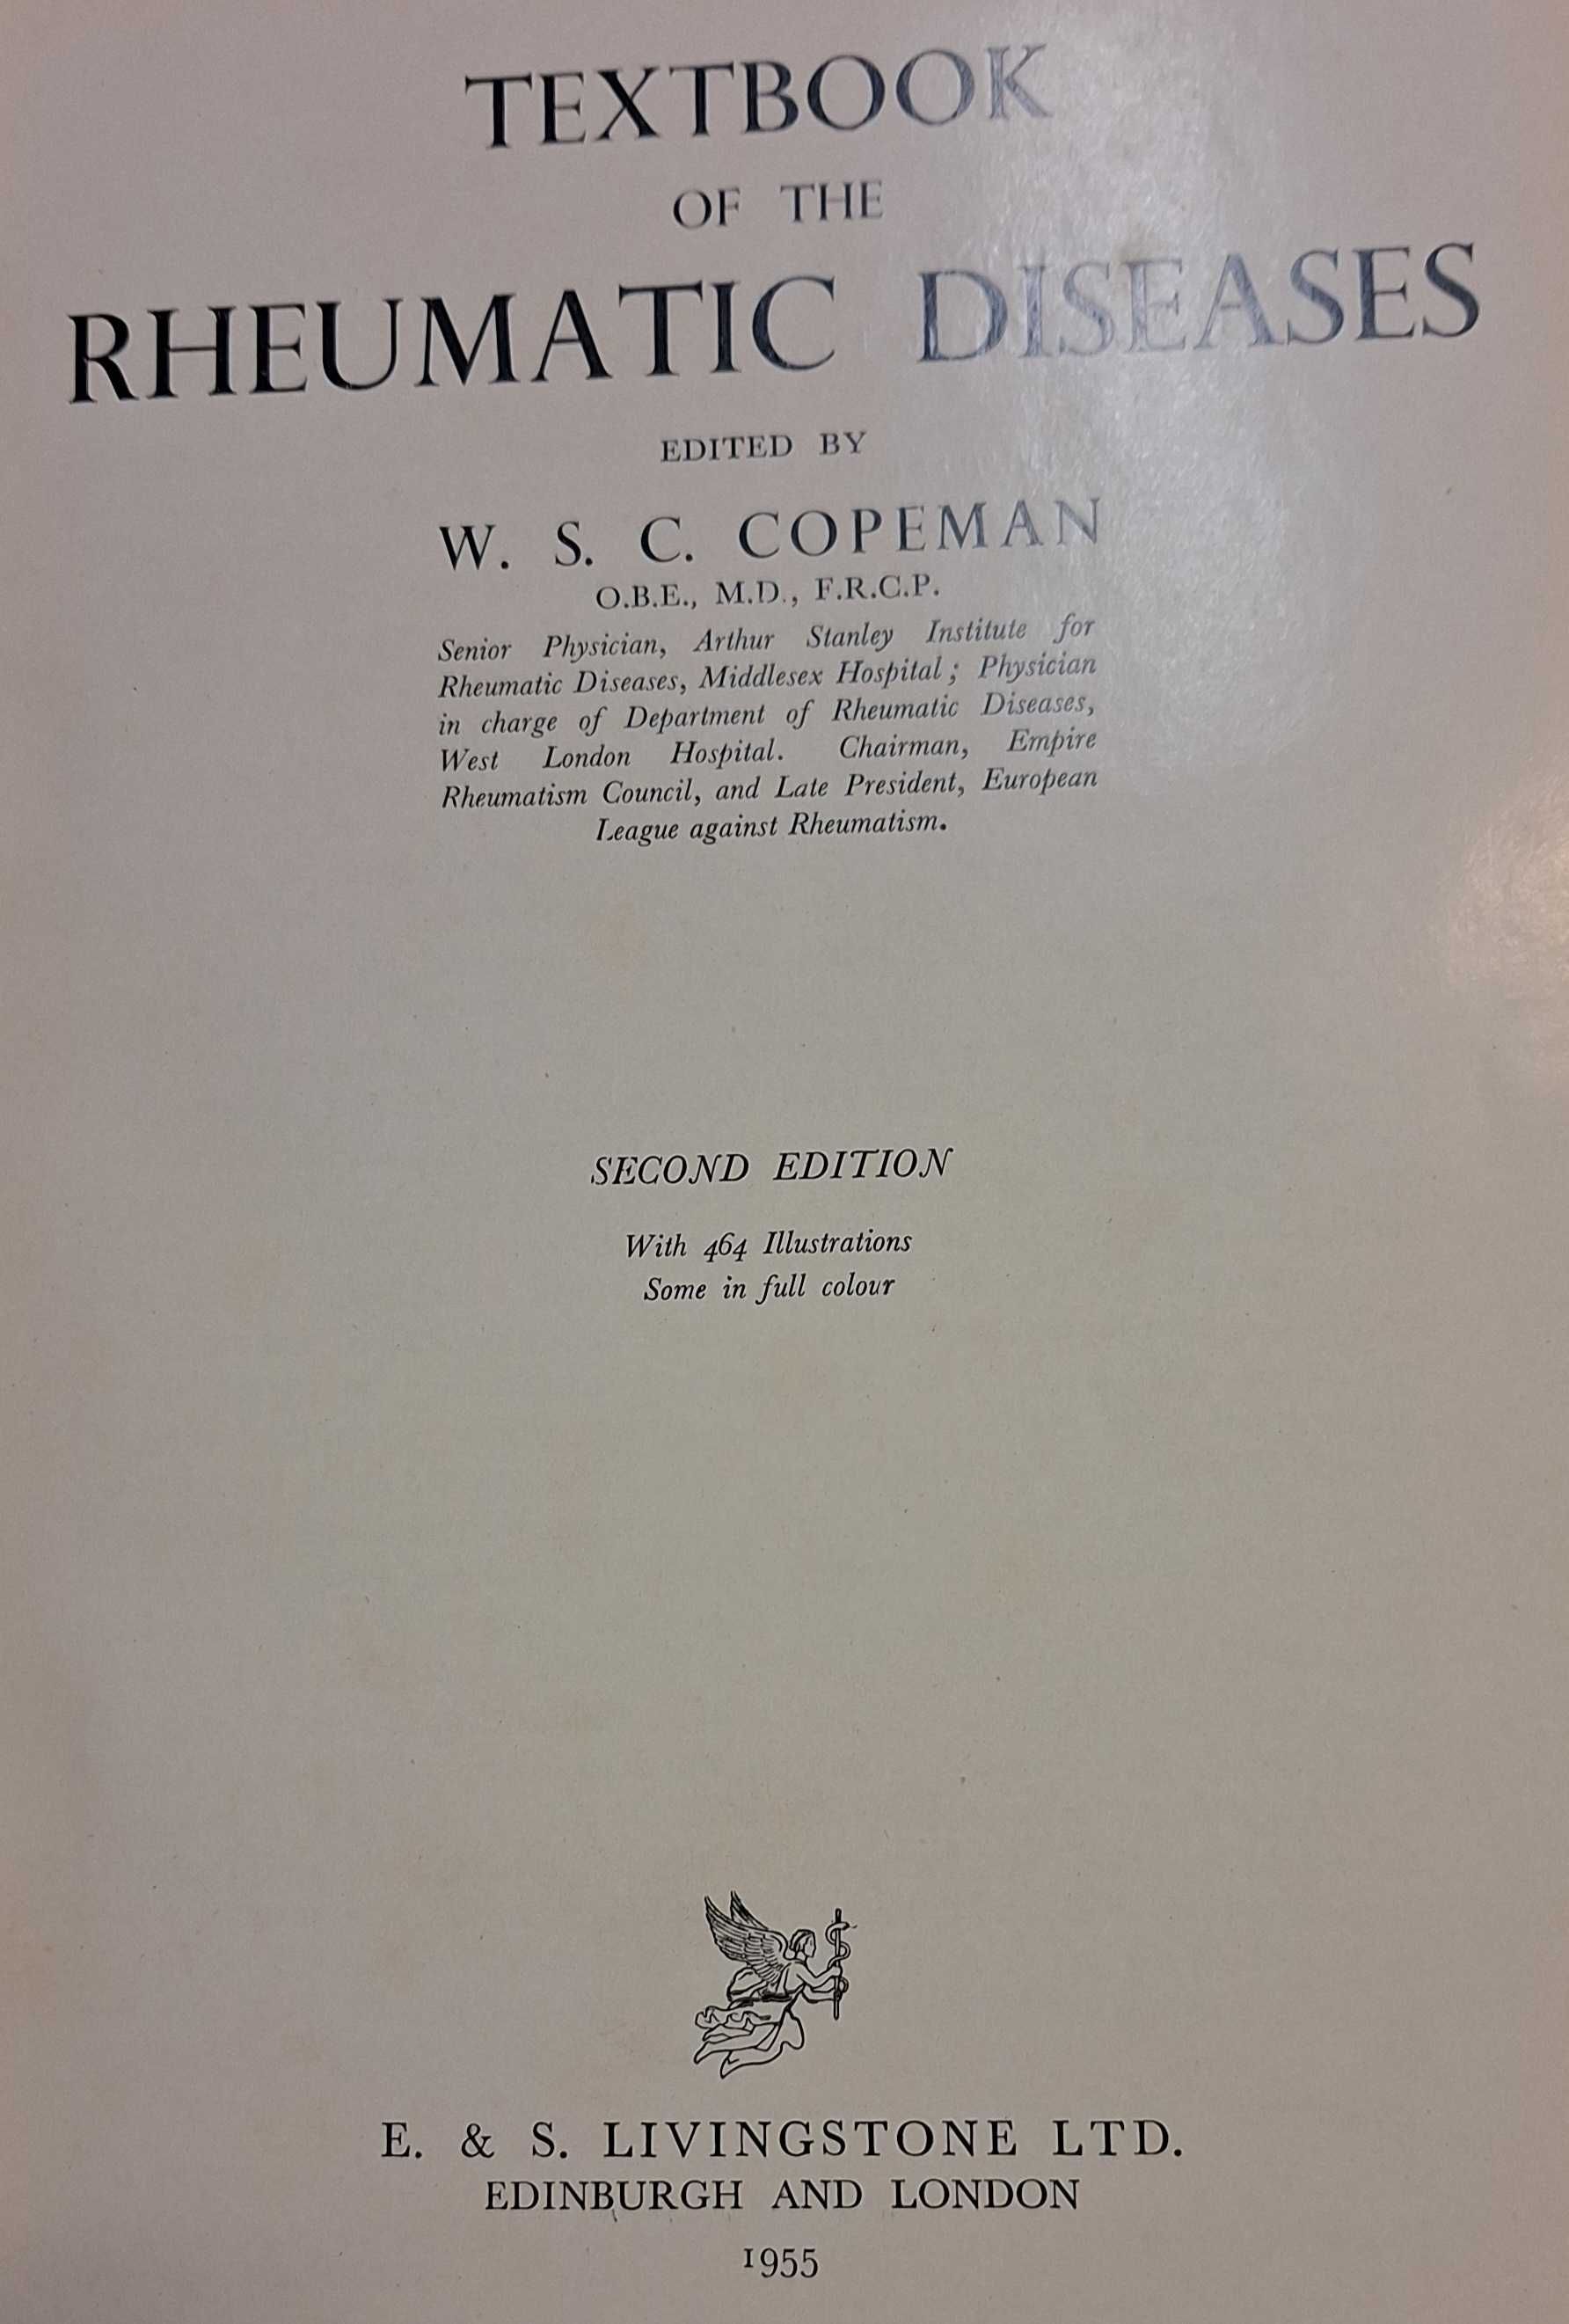 TEXTBOOK
OF THE
RHEUMATIC DISEASES
EDITED BY
W. S. C. COPEMAN
O.B.E., M.D., F.R.C.P.
Senior Physician, Arthur Stanley Institute for
Rheumatic Diseases, Middlesex Hospital ; Physician
in charge of Department of Rheumatic Diseases,
West London Hospital. Chairman, Empire
Rheumatism Council, and Late President, European
League against Rheumatism.
SECOND EDITION
With 464 Illustrations
Some in full colour
E. & S. LIVINGSTONE LTD.
EDINBURGH AND LONDON
1955